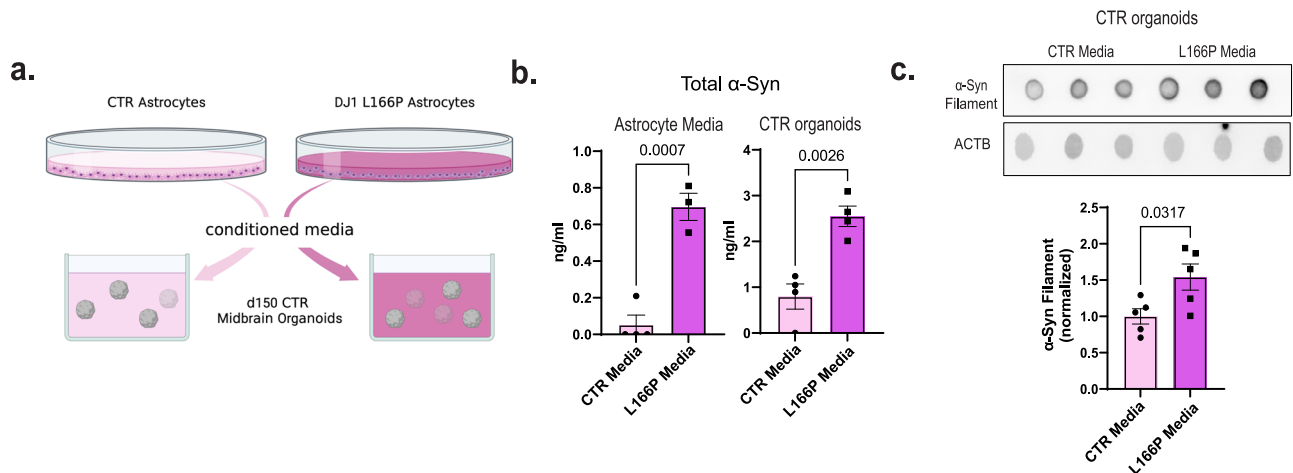 a.
CTR Astrocytes
DJ1 L166P Astrocytes
conditioned media
d150 CTR
Midbrain Organoids
b.
Total α-Syn
Astrocyte Media
ng/ml
1.0
0.8
0.6
0.4
0.2
0.0
0.0007
CTR Media
L166P Media
CTR organoids
ng/ml
4
3
2
1
0
0.0026
CTR Media
L166P Media
c.
CTR organoids
CTR Media
L166P Media
α-Syn
Filament
ACTB
α-Syn Filament
(normalized)
2.5
2.0
1.5
1.0
0.5
0.0
0.0317
CTR Media
L166P Media